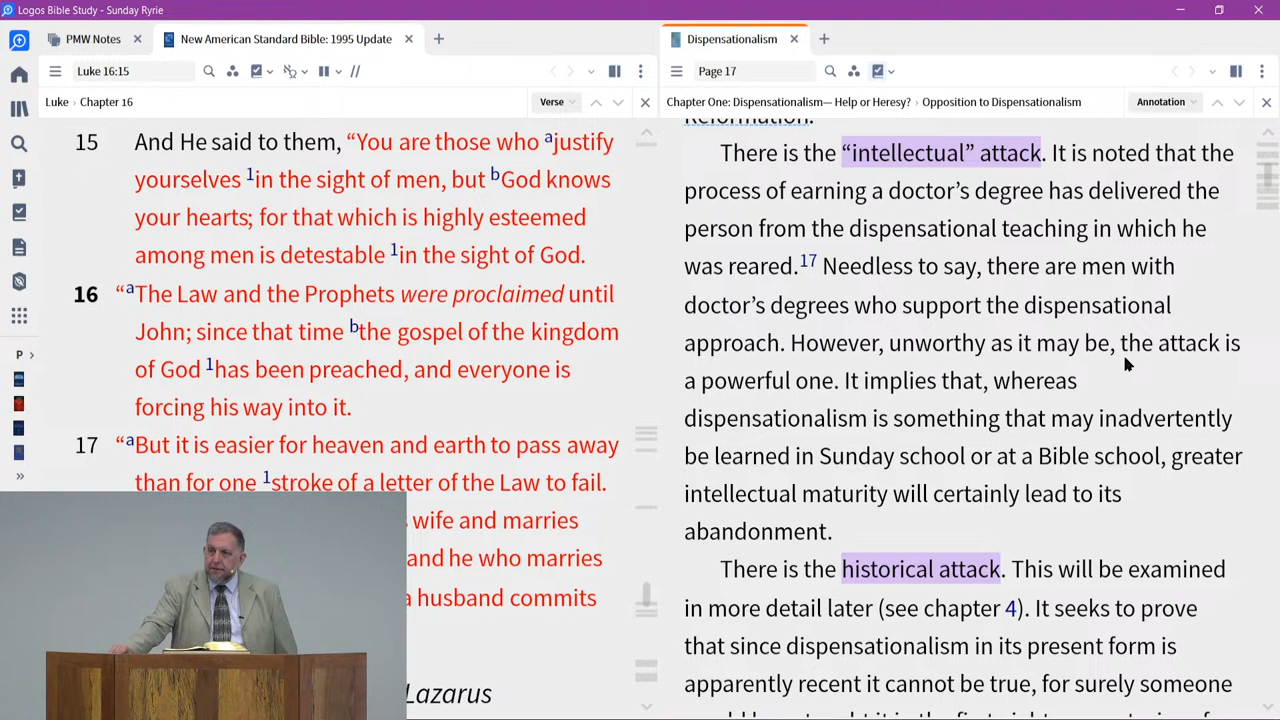 Logos Bible Study - Sunday Ryrie
PMW Notes
New American Standard Bible: 1995 Update
Dispensationalism
Luke 16:15
Page 17
Luke › Chapter 16
Verse
Chapter One: Dispensationalism— Help or Heresy? › Opposition to Dispensationalism
Annotation
15 And He said to them, “You are those who ajustify
yourselves 1in the sight of men, but bGod knows
your hearts; for that which is highly esteemed
among men is detestable 1in the sight of God.
16 “aThe Law and the Prophets were proclaimed until
John; since that time bthe gospel of the kingdom
of God 1has been preached, and everyone is
forcing his way into it.
17 “aBut it is easier for heaven and earth to pass away
than for one 1stroke of a letter of the Law to fail.
wife and marries
and he who marries
a husband commits
Lazarus
P
Reformation.
There is the “intellectual” attack. It is noted that the
process of earning a doctor’s degree has delivered the
person from the dispensational teaching in which he
was reared.17 Needless to say, there are men with
doctor’s degrees who support the dispensational
approach. However, unworthy as it may be, the attack is
a powerful one. It implies that, whereas
dispensationalism is something that may inadvertently
be learned in Sunday school or at a Bible school, greater
intellectual maturity will certainly lead to its
abandonment.
There is the historical attack. This will be examined
in more detail later (see chapter 4). It seeks to prove
that since dispensationalism in its present form is
apparently recent it cannot be true, for surely someone